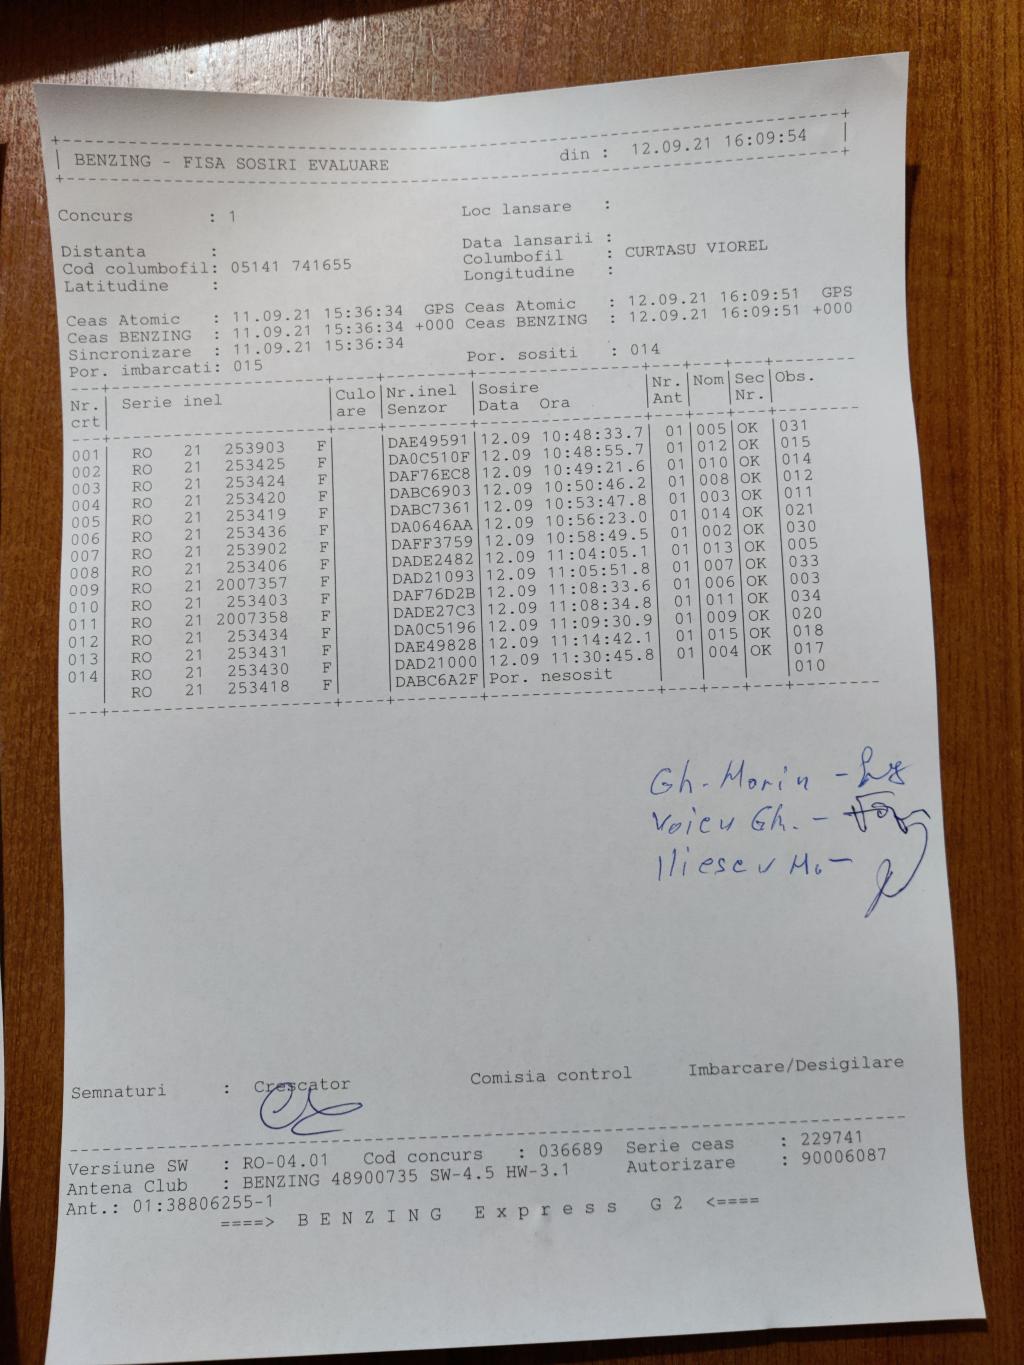 BENZING - FISA SOSIRI EVALUARE din : 12.09.21 16:09:54
Concurs : 1 Loc lansare :
Distanta : Data lansarii :
Cod columbofil: 05141 741655 Columbofil : CURTASU VIOREL
Latitudine : Longitudine :
Ceas Atomic : 11.09.21 15:36:34 GPS Ceas Atomic : 12.09.21 16:09:51 GPS
Ceas BENZING : 11.09.21 15:36:34 +000 Ceas BENZING : 12.09.21 16:09:51 +000
Sincronizare : 11.09.21 15:36:34
Por. imbarcati: 015 Por. sositi : 014
Nr. Serie inel Culo Nr.inel Sosire Nr. Nom Sec Obs.
crt are Senzor Data Ora Ant Nr.
001 RO 21 253903 F DAE49591 12.09 10:48:33.7 01 005 OK 031
002 RO 21 253425 F DA0C510F 12.09 10:48:55.7 01 012 OK 015
003 RO 21 253424 F DAF76EC8 12.09 10:49:21.6 01 010 OK 014
004 RO 21 253420 F DABC6903 12.09 10:50:46.2 01 008 OK 012
005 RO 21 253419 F DABC7361 12.09 10:53:47.8 01 003 OK 011
006 RO 21 253436 F DA0646AA 12.09 10:56:23.0 01 014 OK 021
007 RO 21 253902 F DAFF3759 12.09 10:58:49.5 01 002 OK 030
008 RO 21 253406 F DADE2482 12.09 11:04:05.1 01 013 OK 005
009 RO 21 2007357 F DAD21093 12.09 11:05:51.8 01 007 OK 033
010 RO 21 253403 F DAF76D2B 12.09 11:08:33.6 01 006 OK 003
011 RO 21 2007358 F DADE27C3 12.09 11:08:34.8 01 011 OK 034
012 RO 21 253434 F DA0C5196 12.09 11:09:30.9 01 009 OK 020
013 RO 21 253431 F DAE49828 12.09 11:14:42.1 01 015 OK 018
014 RO 21 253430 F DAD21000 12.09 11:30:45.8 01 004 OK 017
RO 21 253418 F DABC6A2F Por. nesosit 010
Gh. Morin -
Voicu Gh. -
Iliescu M. -
Semnaturi : Crescator Comisia control Imbarcare/Desigilare
Versiune SW : RO-04.01 Cod concurs : 036689 Serie ceas : 229741
Antena Club : BENZING 48900735 SW-4.5 HW-3.1 Autorizare : 90006087
Ant.: 01:38806255-1
====> B E N Z I N G E x p r e s s G 2 <====